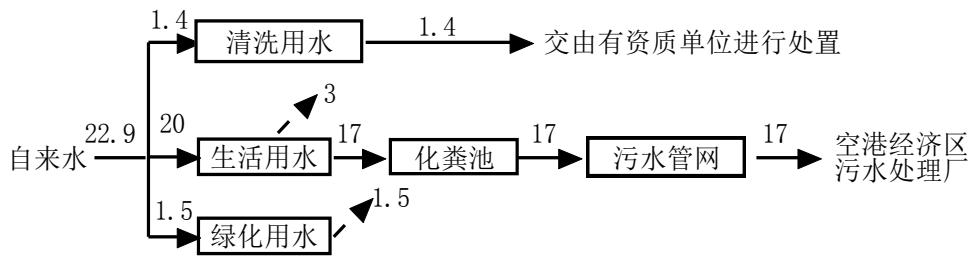 1.4
清洗用水
1.4
交由有资质单位进行处置
自来水
22.9
20
生活用水
3
17
化粪池
17
污水管网
17
空港经济区
污水处理厂
1.5
绿化用水
1.5